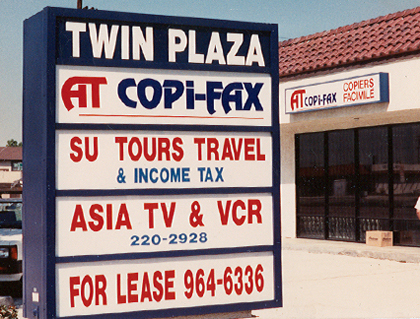 TWIN PLAZA
AT COPi-FAX
SU TOURS TRAVEL
& INCOME TAX
ASIA TV & VCR
220-2928
FOR LEASE 964-6336
AT COPi-FAX COPIERS
FACIMILE